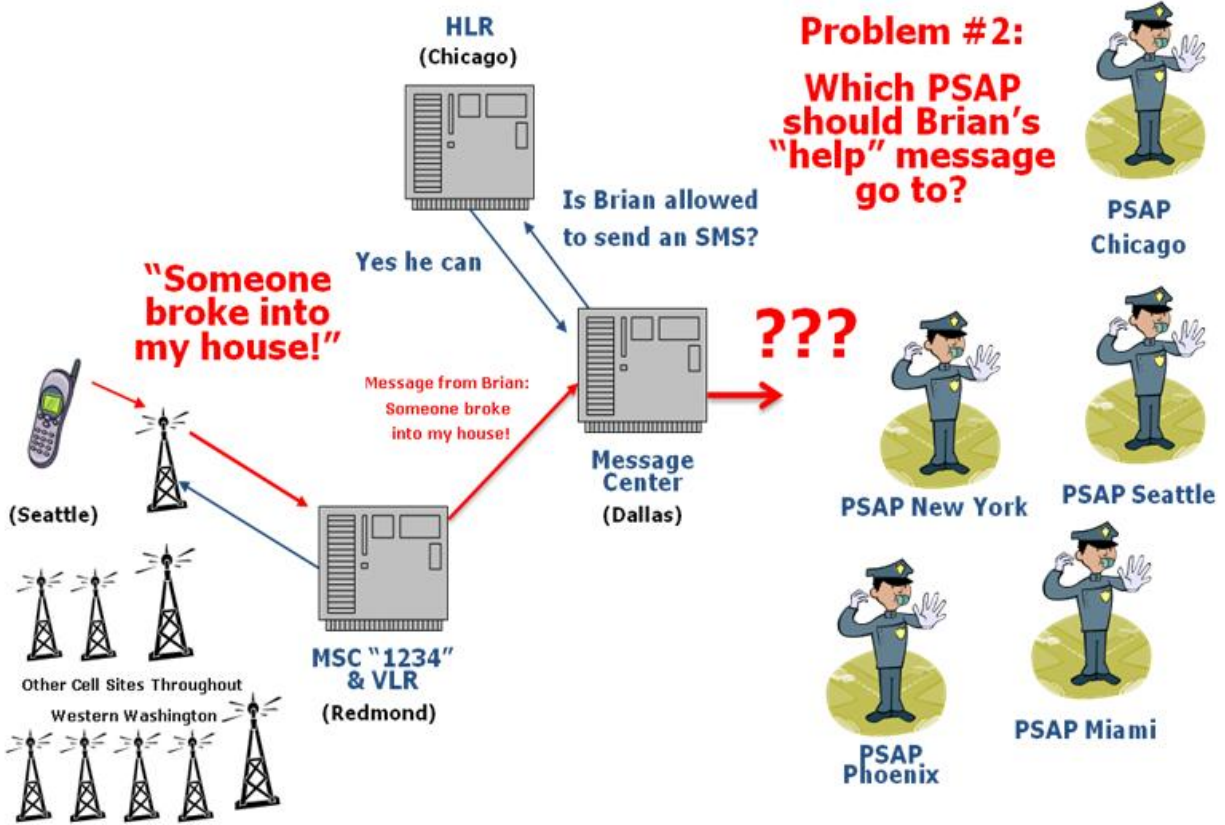 HLR
(Chicago)
Problem #2:
Which PSAP
should Brian’s
“help” message
go to?
PSAP
Chicago
Is Brian allowed
to send an SMS?
Yes he can
“Someone
broke into
my house!”
???
Message from Brian:
Someone broke
into my house!
Message
Center
(Dallas)
PSAP New York
PSAP Seattle
(Seattle)
MSC “1234”
& VLR
(Redmond)
Other Cell Sites Throughout
Western Washington
PSAP
Phoenix
PSAP Miami